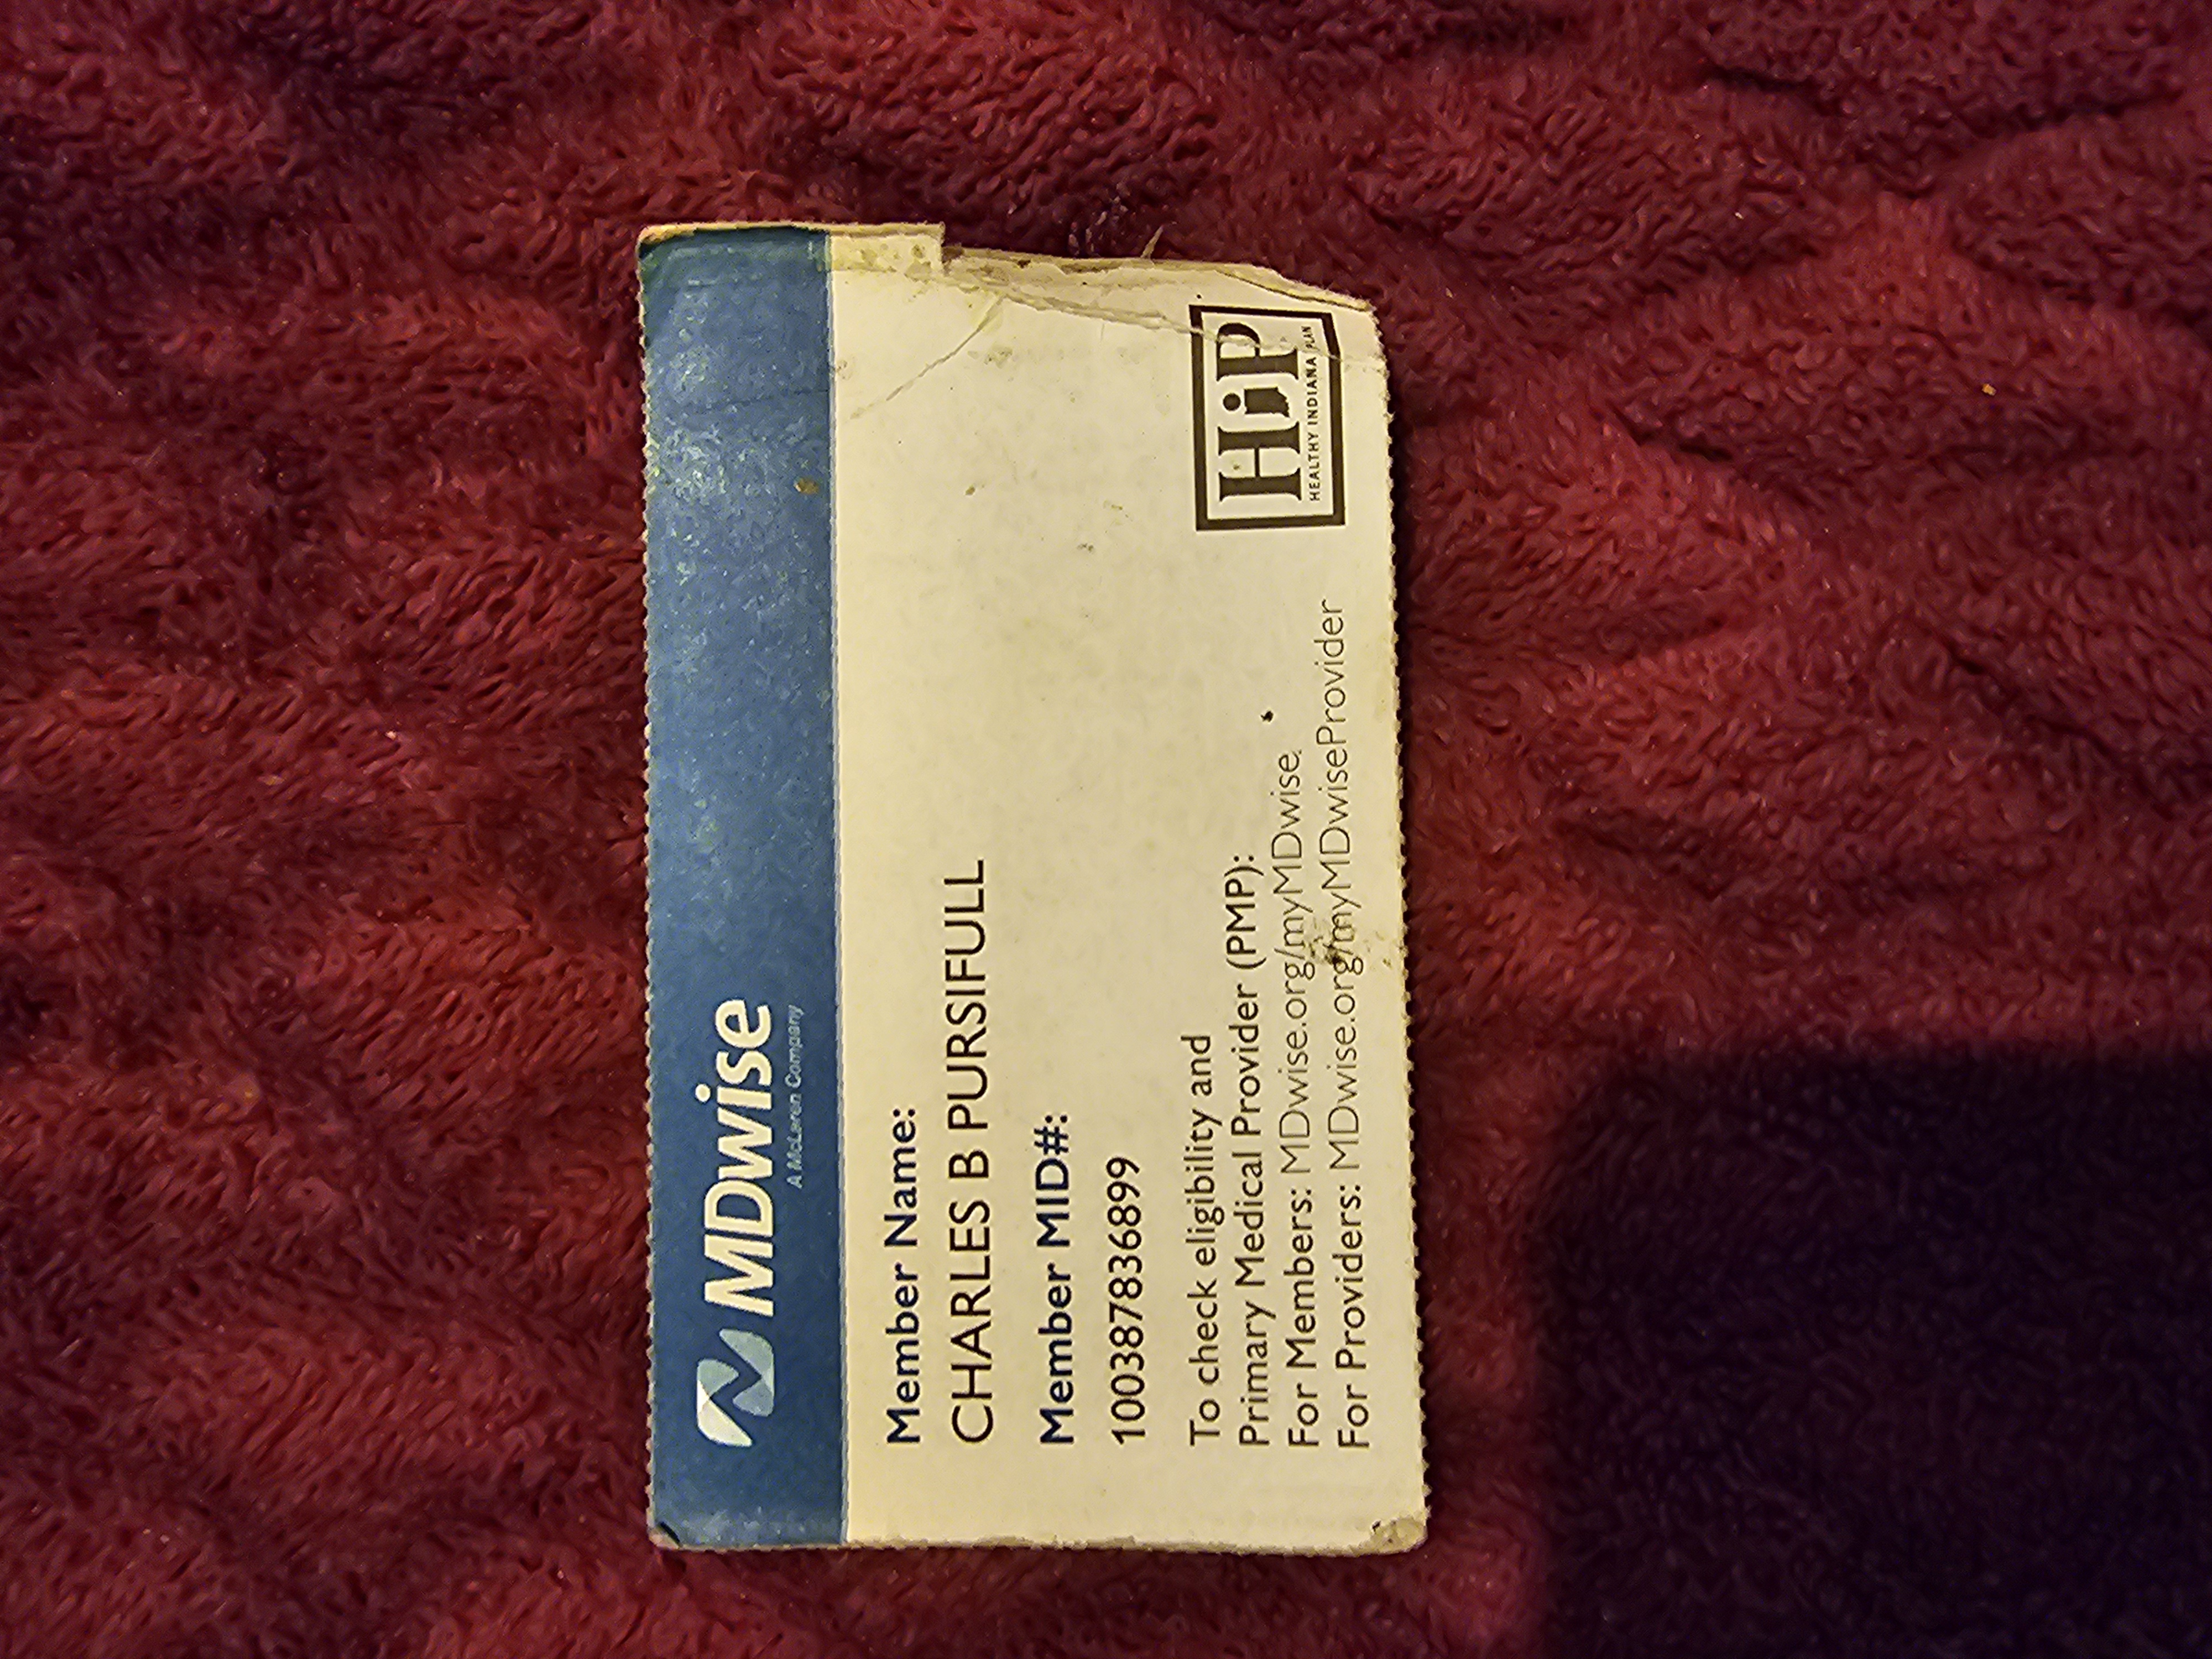 MDwise
A McLaren Company
Member Name:
CHARLES B PURSIFULL
Member MID#:
100387836899
To check eligibility and
Primary Medical Provider (PMP):
For Members: MDwise.org/myMDwise
For Providers: MDwise.org/myMDwiseProvider
HiP
HEALTHY INDIANA PLAN